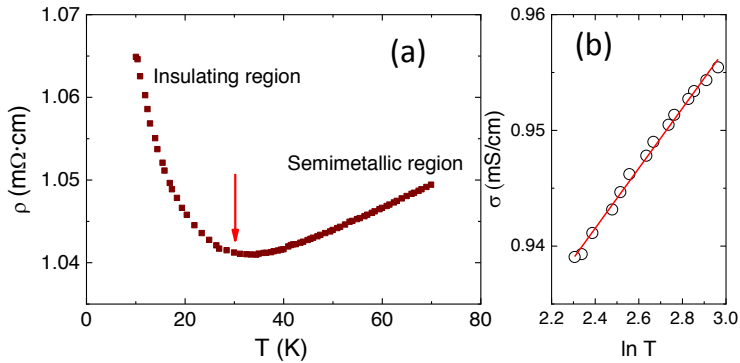 (a)
Insulating region
Semimetallic region
1.07
1.06
1.05
1.04
ρ (mΩ·cm)
0
20
40
60
80
T (K)
(b)
0.96
0.95
0.94
σ (mS/cm)
2.2
2.4
2.6
2.8
3.0
ln T